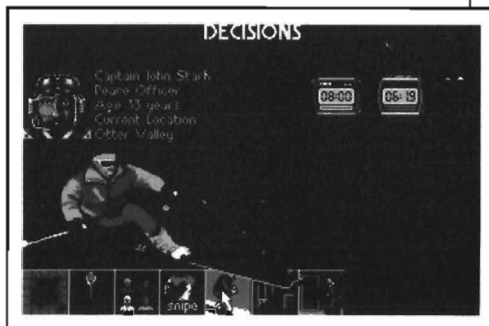 DECISIONS
Captain John Stark
Peace Officer
Age 33 years
Current Location
Otter Valley
08:00
06:19
snipe